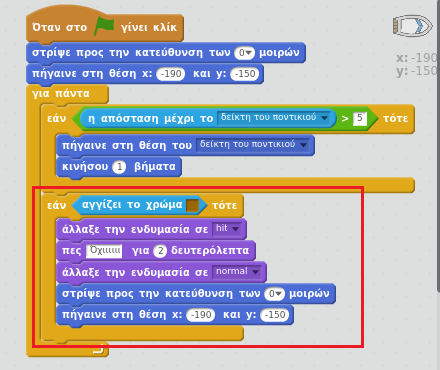 Όταν στο γίνει κλίκ
στρίψε προς την κατεύθυνση των 0 μοιρών
πήγαινε στη θέση x: -190 και y: -150
για πάντα
εάν η απόσταση μέχρι το δείκτη του ποντικιού > 5 τότε
πήγαινε στη θέση του δείκτη του ποντικιού
κινήσου 1 βήματα
εάν αγγίζει το χρώμα τότε
άλλαξε την ενδυμασία σε hit
πες Όχιιιιι για 2 δευτερόλεπτα
άλλαξε την ενδυμασία σε normal
στρίψε προς την κατεύθυνση των 0 μοιρών
πήγαινε στη θέση x: -190 και y: -150
x: -190
y: -150